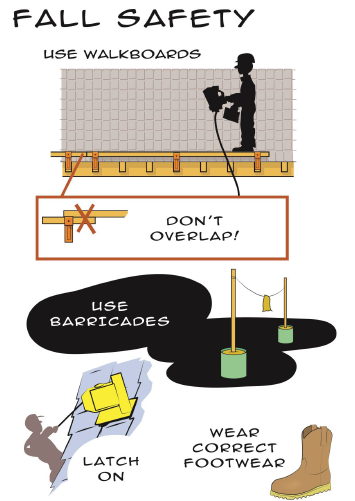 FALL SAFETY
USE WALKBOARDS
DON'T
OVERLAP!
USE
BARRICADES
LATCH
ON
WEAR
CORRECT
FOOTWEAR